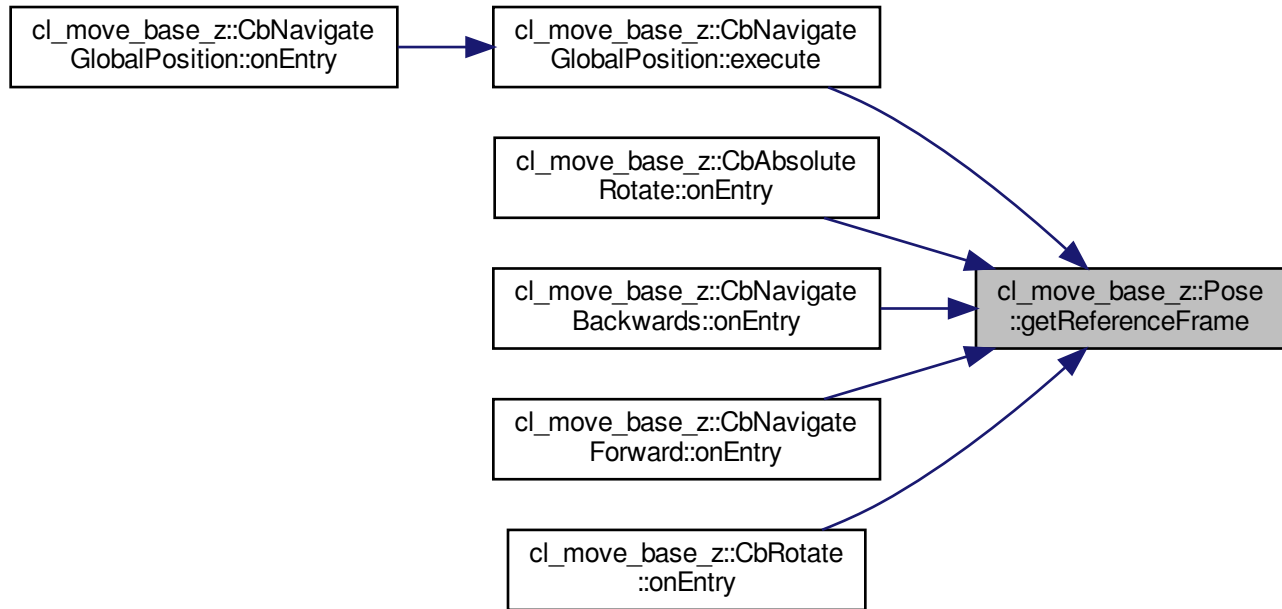 cl_move_base_z::CbNavigate
GlobalPosition::onEntry
cl_move_base_z::CbNavigate
GlobalPosition::execute
cl_move_base_z::CbAbsolute
Rotate::onEntry
cl_move_base_z::CbNavigate
Backwards::onEntry
cl_move_base_z::Pose
::getReferenceFrame
cl_move_base_z::CbNavigate
Forward::onEntry
cl_move_base_z::CbRotate
::onEntry